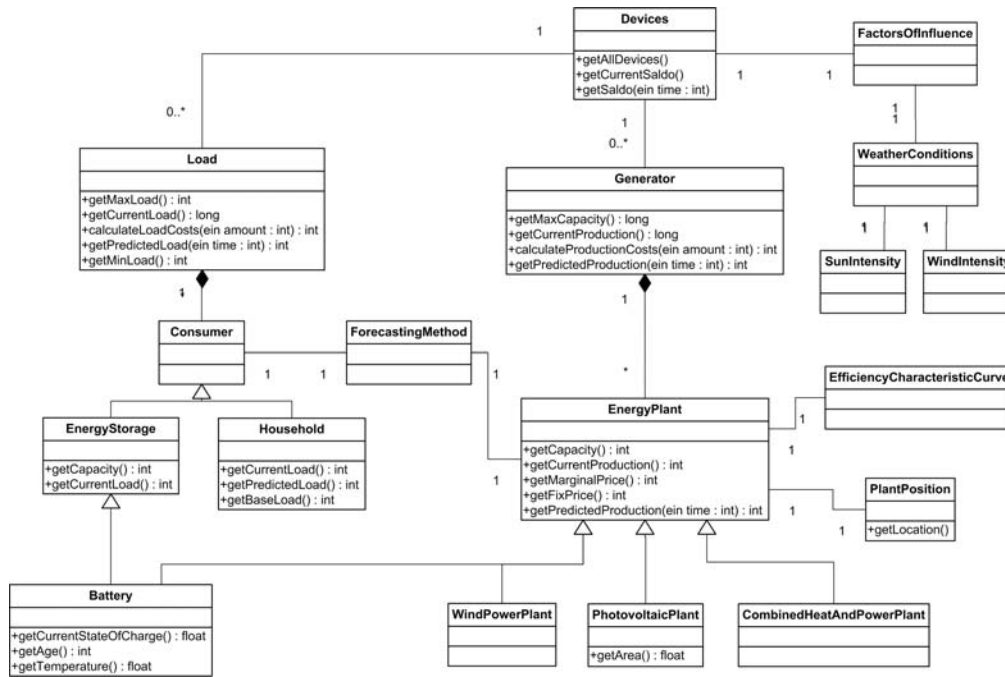 Devices
+getAllDevices()
+getCurrentSaldo()
+getSaldo(ein time : int)
FactorsOfInfluence
1
1
1
0..*
1
0..*
1
1
WeatherConditions
1
1
SunIntensity
WindIntensity
Load
+getMaxLoad() : int
+getCurrentLoad() : long
+calculateLoadCosts(ein amount : int) : int
+getPredictedLoad(ein time : int) : int
+getMinLoad() : int
Generator
+getMaxCapacity() : long
+getCurrentProduction() : long
+calculateProductionCosts(ein amount : int) : int
+getPredictedProduction(ein time : int) : int
1
*
Consumer
1
1
ForecastingMethod
1
1
EnergyStorage
+getCapacity() : int
+getCurrentLoad() : int
Household
+getCurrentLoad() : int
+getPredictedLoad() : int
+getBaseLoad() : int
EnergyPlant
+getCapacity() : int
+getCurrentProduction() : int
+getMarginalPrice() : int
+getFixPrice() : int
+getPredictedProduction(ein time : int) : int
EfficiencyCharacteristicCurve
1
1
PlantPosition
+getLocation()
1
1
Battery
+getCurrentStateOfCharge() : float
+getAge() : int
+getTemperature() : float
WindPowerPlant
PhotovoltaicPlant
+getArea() : float
CombinedHeatAndPowerPlant